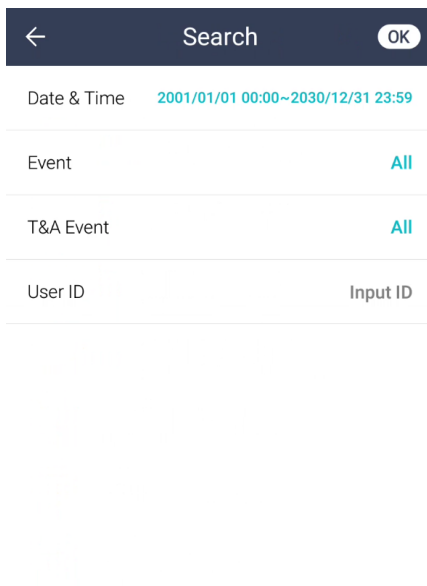 Search OK
Date & Time 2001/01/01 00:00~2030/12/31 23:59
Event All
T&A Event All
User ID Input ID